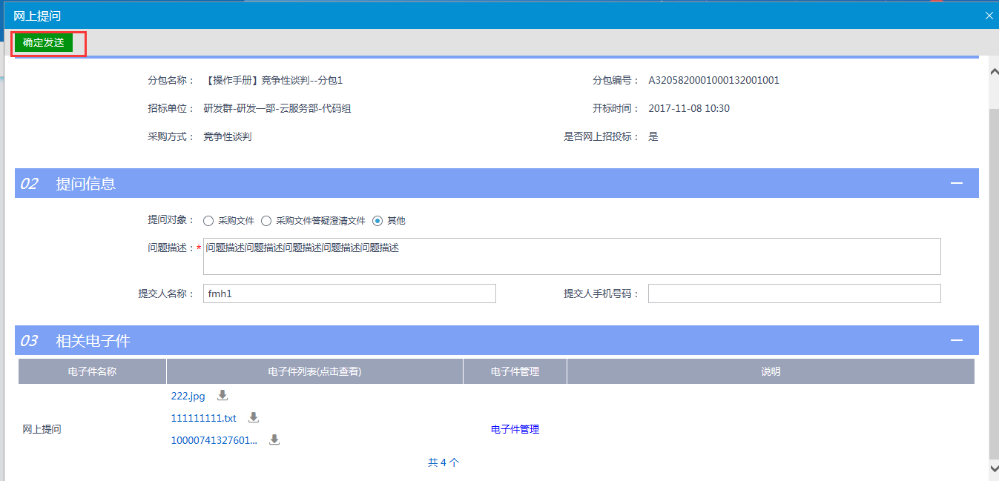 网上提问
确定发送
分包名称： 【操作手册】竞争性谈判--分包1 分包编号： A3205820001000132001001
招标单位： 研发群-研发一部-云服务部-代码组 开标时间： 2017-11-08 10:30
采购方式： 竞争性谈判 是否网上招投标： 是
02 提问信息
提问对象： 采购文件 采购文件答疑澄清文件 其他
问题描述：* 问题描述问题描述问题描述问题描述问题描述
提交人名称： fmh1 提交人手机号码：
03 相关电子件
电子件名称 电子件列表(点击查看) 电子件管理 说明
222.jpg
111111111.txt
网上提问 电子件管理
10000741327601...
共 4 个